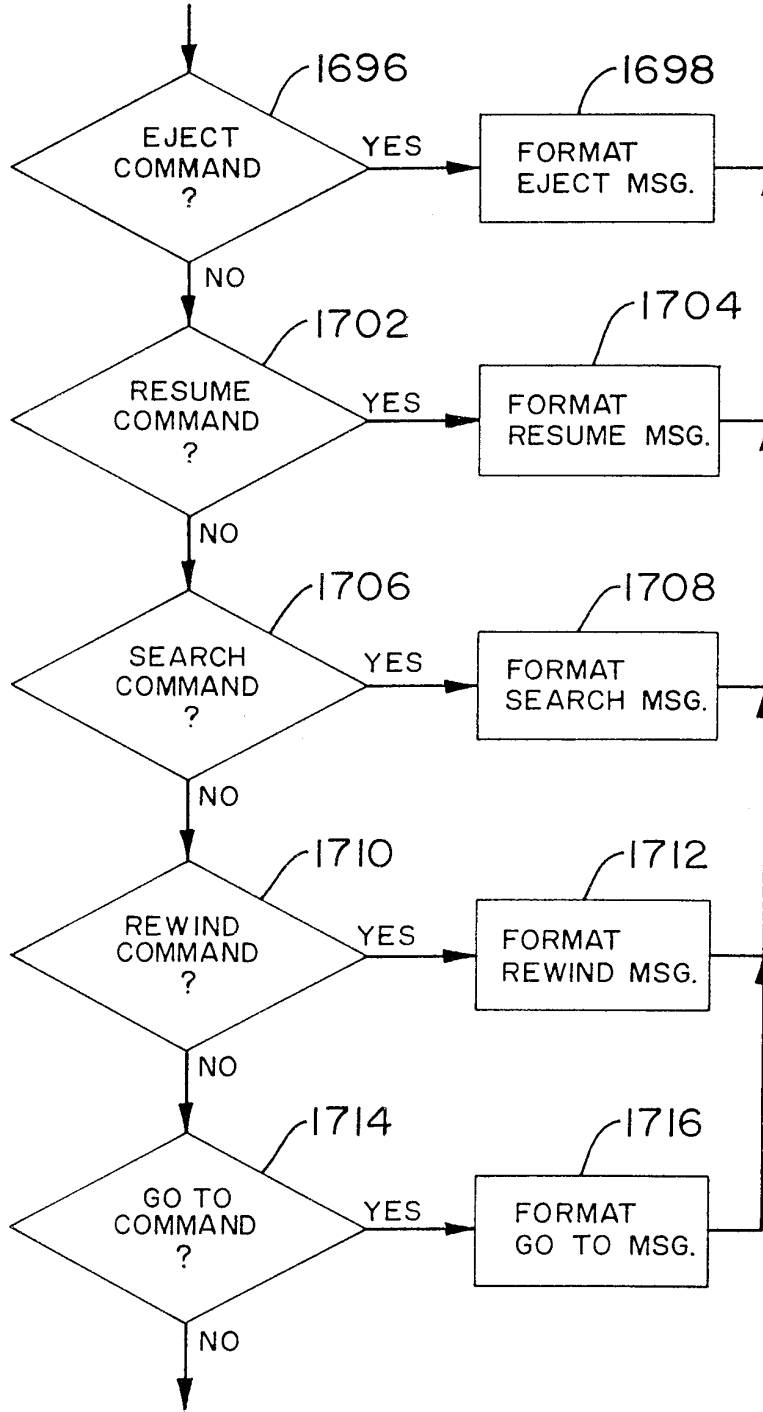 1696
1698
EJECT
COMMAND
?
YES
FORMAT
EJECT MSG.
NO
1702
1704
RESUME
COMMAND
?
YES
FORMAT
RESUME MSG.
NO
1706
1708
SEARCH
COMMAND
?
YES
FORMAT
SEARCH MSG.
NO
1710
1712
REWIND
COMMAND
?
YES
FORMAT
REWIND MSG.
NO
1714
1716
GO TO
COMMAND
?
YES
FORMAT
GO TO MSG.
NO